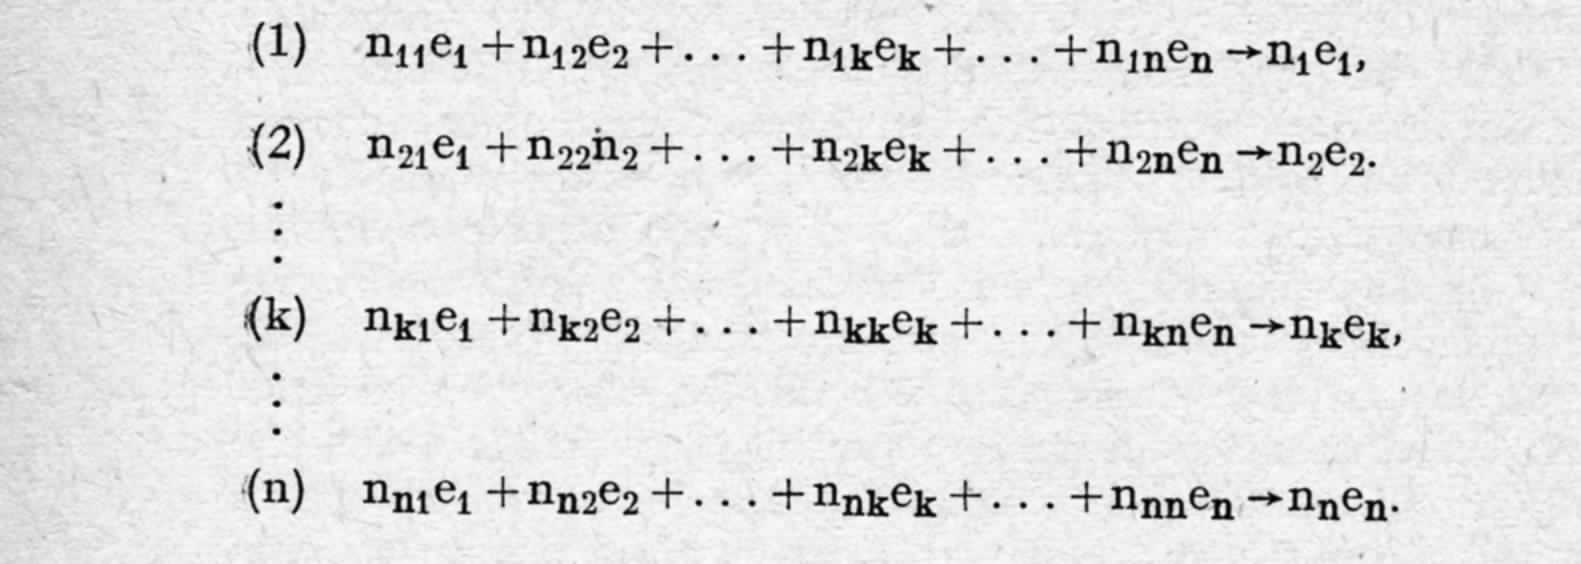 (1) n₁₁e₁ + n₁₂e₂ + . . . + n₁ₖeₖ + . . . + n₁ₙeₙ → n₁e₁,
(2) n₂₁e₁ + n₂₂n₂ + . . . + n₂ₖeₖ + . . . + n₂ₙeₙ → n₂e₂.
⋮
(k) nₖ₁e₁ + nₖ₂e₂ + . . . + nₖₖeₖ + . . . + nₖₙeₙ → nₖeₖ,
⋮
(n) nₙ₁e₁ + nₙ₂e₂ + . . . + nₙₖeₖ + . . . + nₙₙeₙ → nₙeₙ.